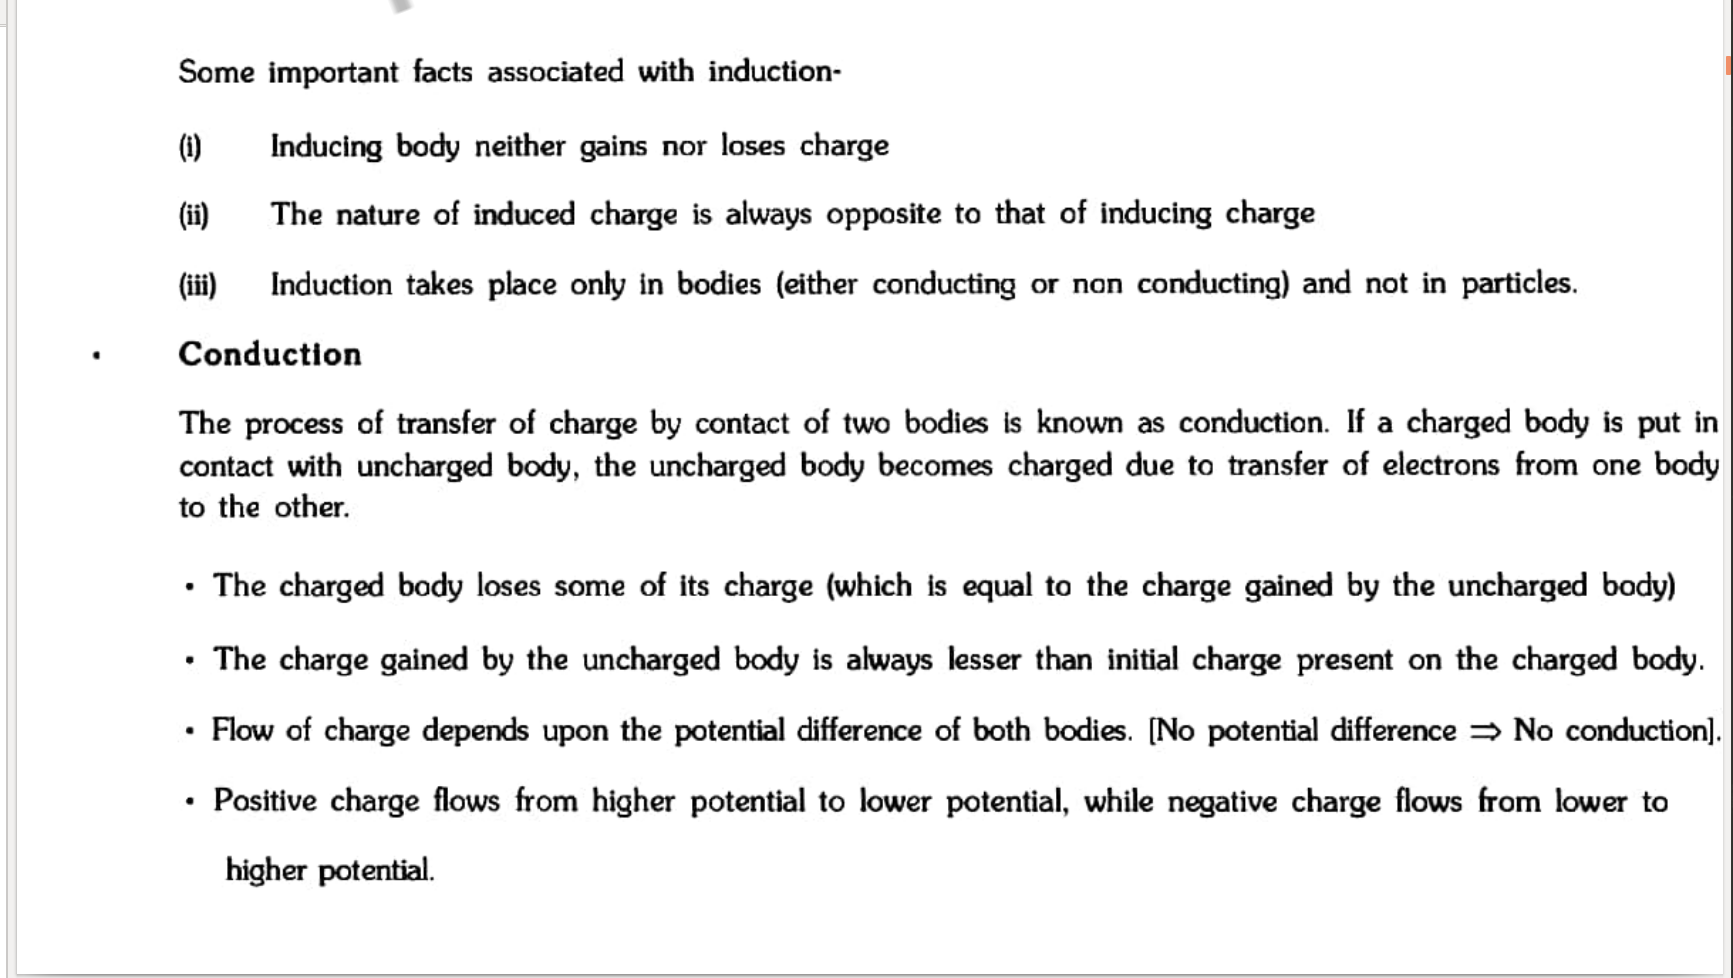 Some important facts associated with induction-
(i) Inducing body neither gains nor loses charge
(ii) The nature of induced charge is always opposite to that of inducing charge
(iii) Induction takes place only in bodies (either conducting or non conducting) and not in particles.
• Conduction
The process of transfer of charge by contact of two bodies is known as conduction. If a charged body is put in
contact with uncharged body, the uncharged body becomes charged due to transfer of electrons from one body
to the other.
• The charged body loses some of its charge (which is equal to the charge gained by the uncharged body)
• The charge gained by the uncharged body is always lesser than initial charge present on the charged body.
• Flow of charge depends upon the potential difference of both bodies. [No potential difference ⇒ No conduction].
• Positive charge flows from higher potential to lower potential, while negative charge flows from lower to
higher potential.